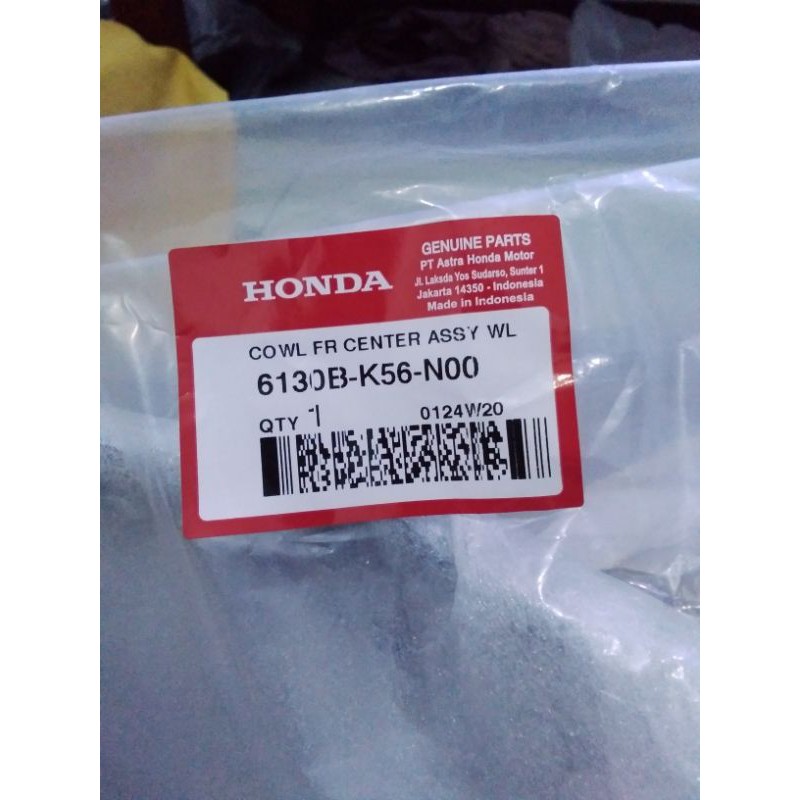 HONDA
GENUINE PARTS
PT Astra Honda Motor
Jl. Laksda Yos Sudarso, Sunter 1
Jakarta 14350 - Indonesia
Made in Indonesia
COWL FR CENTER ASSY WL
6130B-K56-N00
QTY 1
0124W20